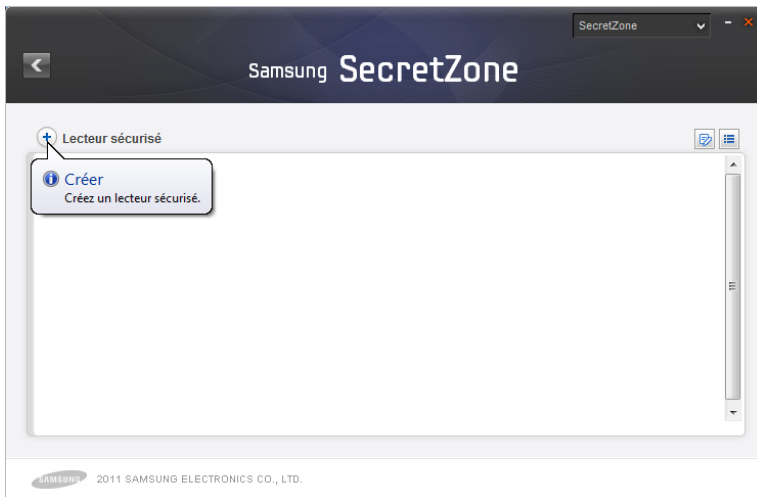 SecretZone
Samsung SecretZone
Lecteur sécurisé
Créer
Créez un lecteur sécurisé.
SAMSUNG
2011 SAMSUNG ELECTRONICS CO., LTD.